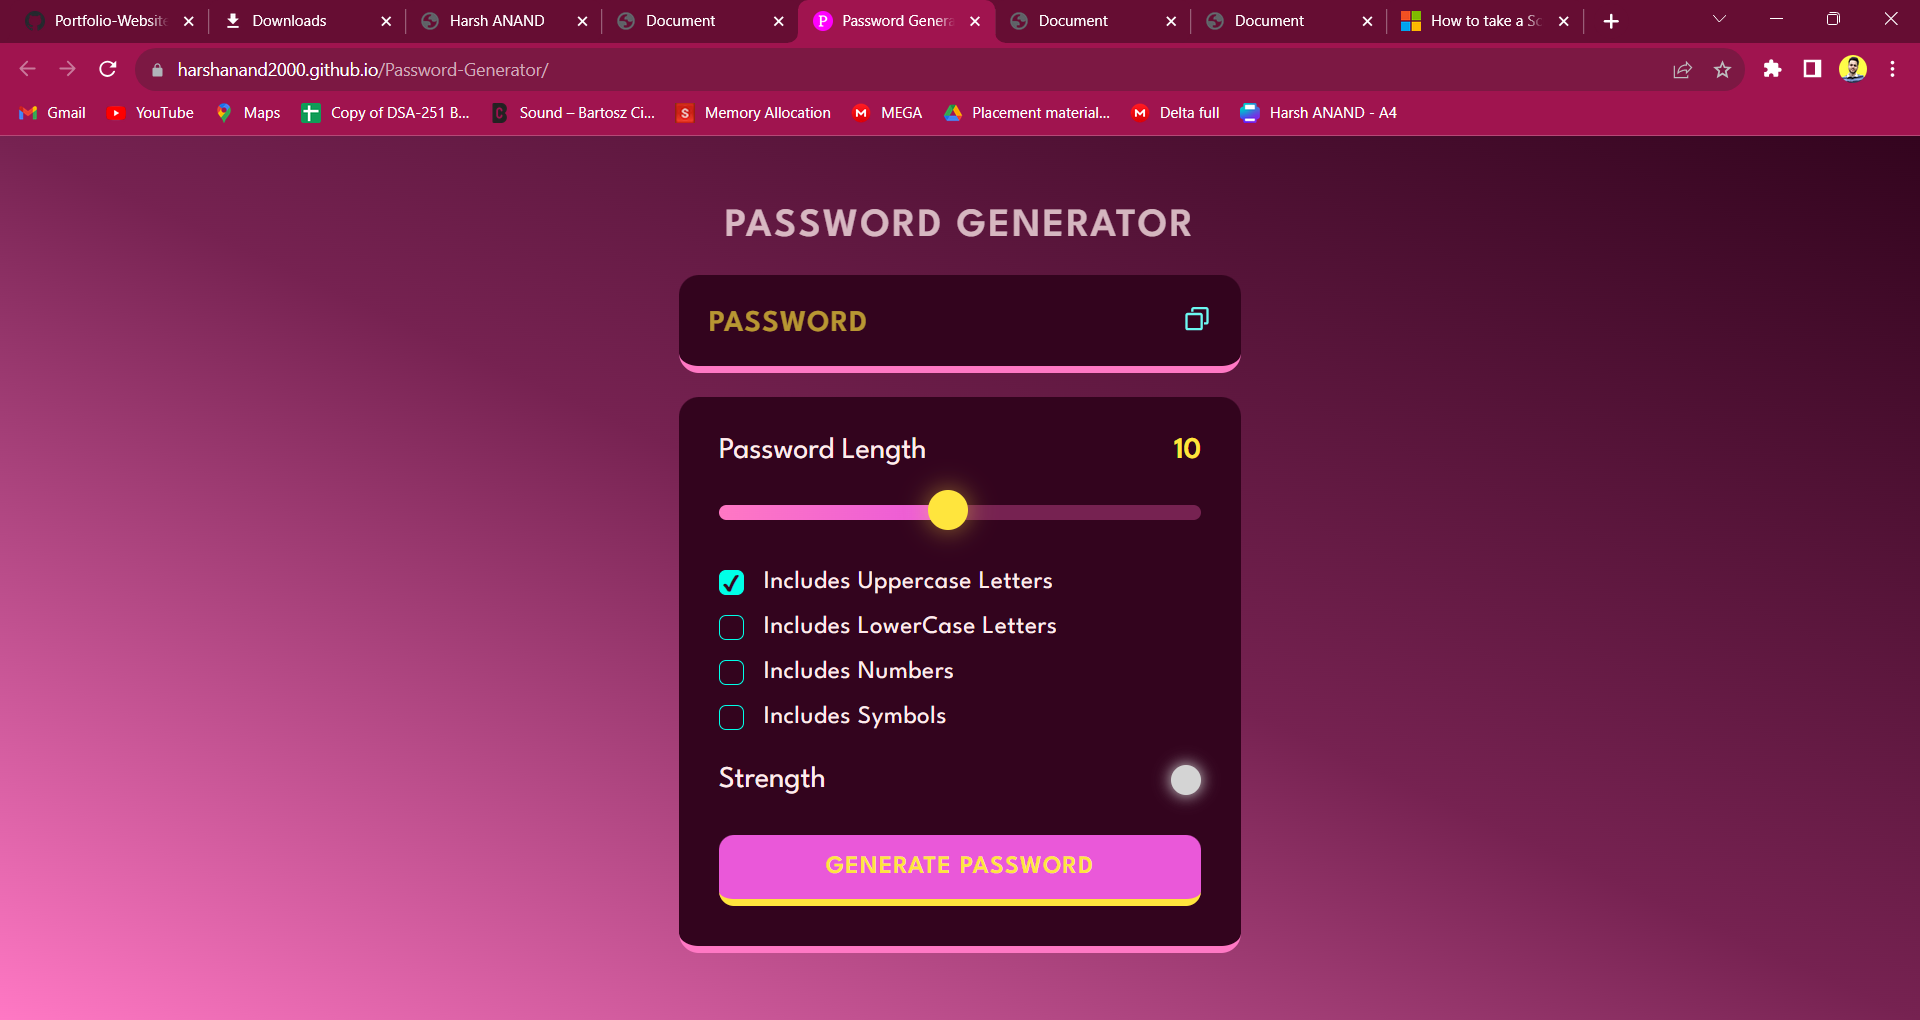 Portfolio-Website
Downloads
Harsh ANAND
Document
Password Genera
Document
Document
How to take a Sc
harshanand2000.github.io/Password-Generator/
Gmail
YouTube
Maps
Copy of DSA-251 B...
Sound – Bartosz Ci...
Memory Allocation
MEGA
Placement material...
Delta full
Harsh ANAND - A4
PASSWORD GENERATOR
PASSWORD
Password Length
10
Includes Uppercase Letters
Includes LowerCase Letters
Includes Numbers
Includes Symbols
Strength
GENERATE PASSWORD